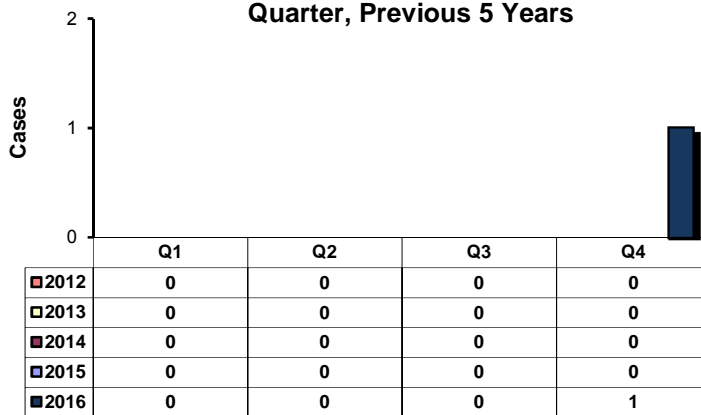 Quarter, Previous 5 Years
2
Cases
1
0
Q1 Q2 Q3 Q4
2012 0 0 0 0
2013 0 0 0 0
2014 0 0 0 0
2015 0 0 0 0
2016 0 0 0 1